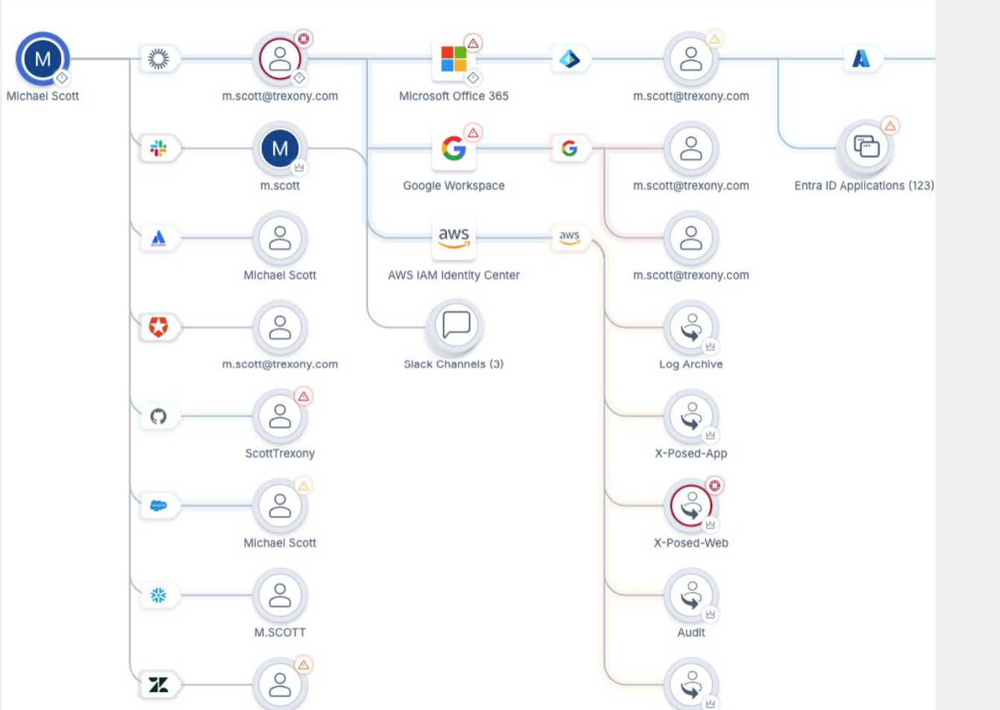 M
Michael Scott
m.scott@trexony.com
Microsoft Office 365
m.scott@trexony.com
M
m.scott
Google Workspace
m.scott@trexony.com
Entra ID Applications (123)
aws
aws
Michael Scott
AWS IAM Identity Center
m.scott@trexony.com
m.scott@trexony.com
Slack Channels (3)
Log Archive
ScottTrexony
X-Posed-App
Michael Scott
X-Posed-Web
M.SCOTT
Audit